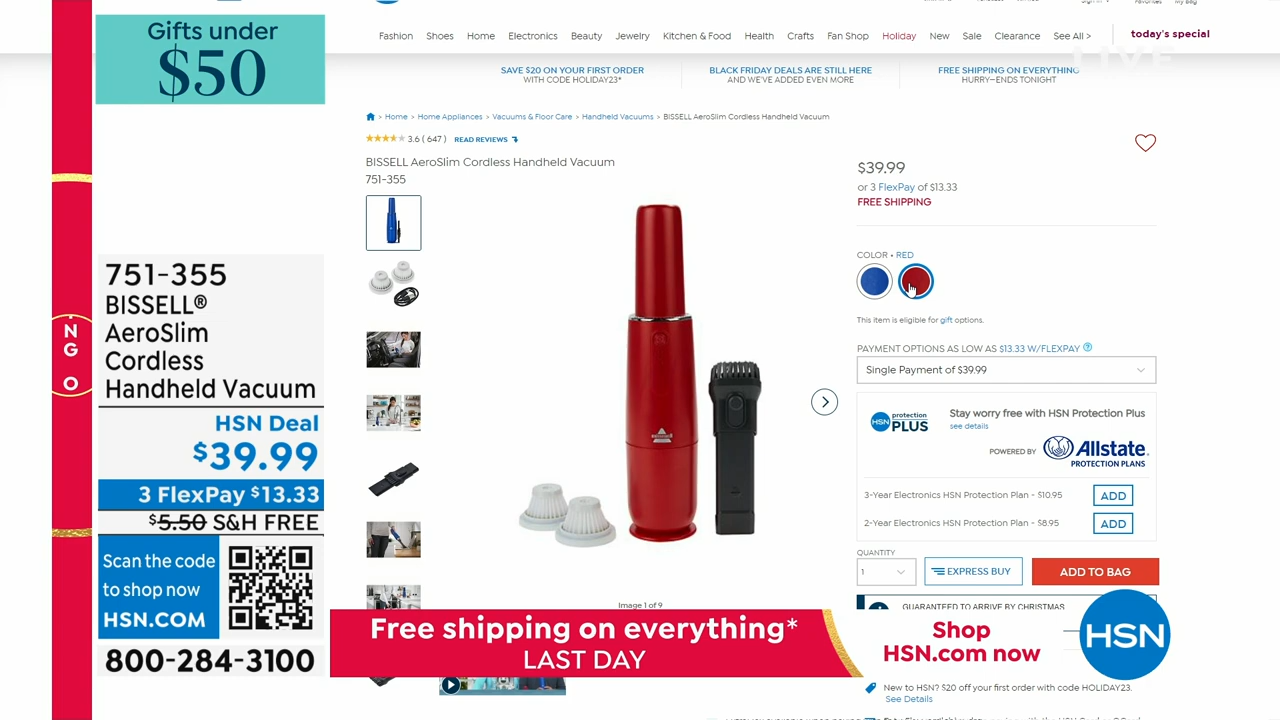 Gifts under
$50
Fashion Shoes Home Electronics Beauty Jewelry Kitchen & Food Health Crafts Fan Shop Holiday New Sale Clearance See All > today's special
LIVE
SAVE $20 ON YOUR FIRST ORDER
WITH CODE HOLIDAY23*
BLACK FRIDAY DEALS ARE STILL HERE
AND WE'VE ADDED EVEN MORE
FREE SHIPPING ON EVERYTHING
HURRY—ENDS TONIGHT
> Home > Home Appliances > Vacuums & Floor Care > Handheld Vacuums > BISSELL AeroSlim Cordless Handheld Vacuum
3.6 ( 647 ) READ REVIEWS
BISSELL AeroSlim Cordless Handheld Vacuum
751-355
$39.99
or 3 FlexPay of $13.33
FREE SHIPPING
COLOR • RED
This item is eligible for gift options.
PAYMENT OPTIONS AS LOW AS $13.33 W/FLEXPAY ?
Single Payment of $39.99
HSN protection PLUS
Stay worry free with HSN Protection Plus
see details
POWERED BY Allstate.
PROTECTION PLANS
3-Year Electronics HSN Protection Plan - $10.95 ADD
2-Year Electronics HSN Protection Plan - $8.95 ADD
QUANTITY
1 EXPRESS BUY ADD TO BAG
GUARANTEED TO ARRIVE BY CHRISTMAS
Image 1 of 9
BISSELL
NG O
751-355
BISSELL®
AeroSlim
Cordless
Handheld Vacuum
HSN Deal
$39.99
3 FlexPay $13.33
$5.50 S&H FREE
Scan the code
to shop now
HSN.COM
800-284-3100
Free shipping on everything*
LAST DAY
Shop
HSN.com now
HSN
New to HSN? $20 off your first order with code HOLIDAY23.
See Details